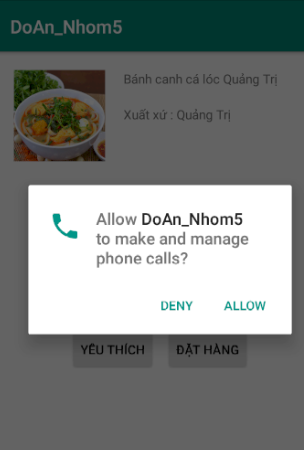 DoAn_Nhom5
Bánh canh cá lóc Quảng Trị
Xuất xứ : Quảng Trị
Allow DoAn_Nhom5
to make and manage
phone calls?
DENY ALLOW
YÊU THÍCH ĐẶT HÀNG